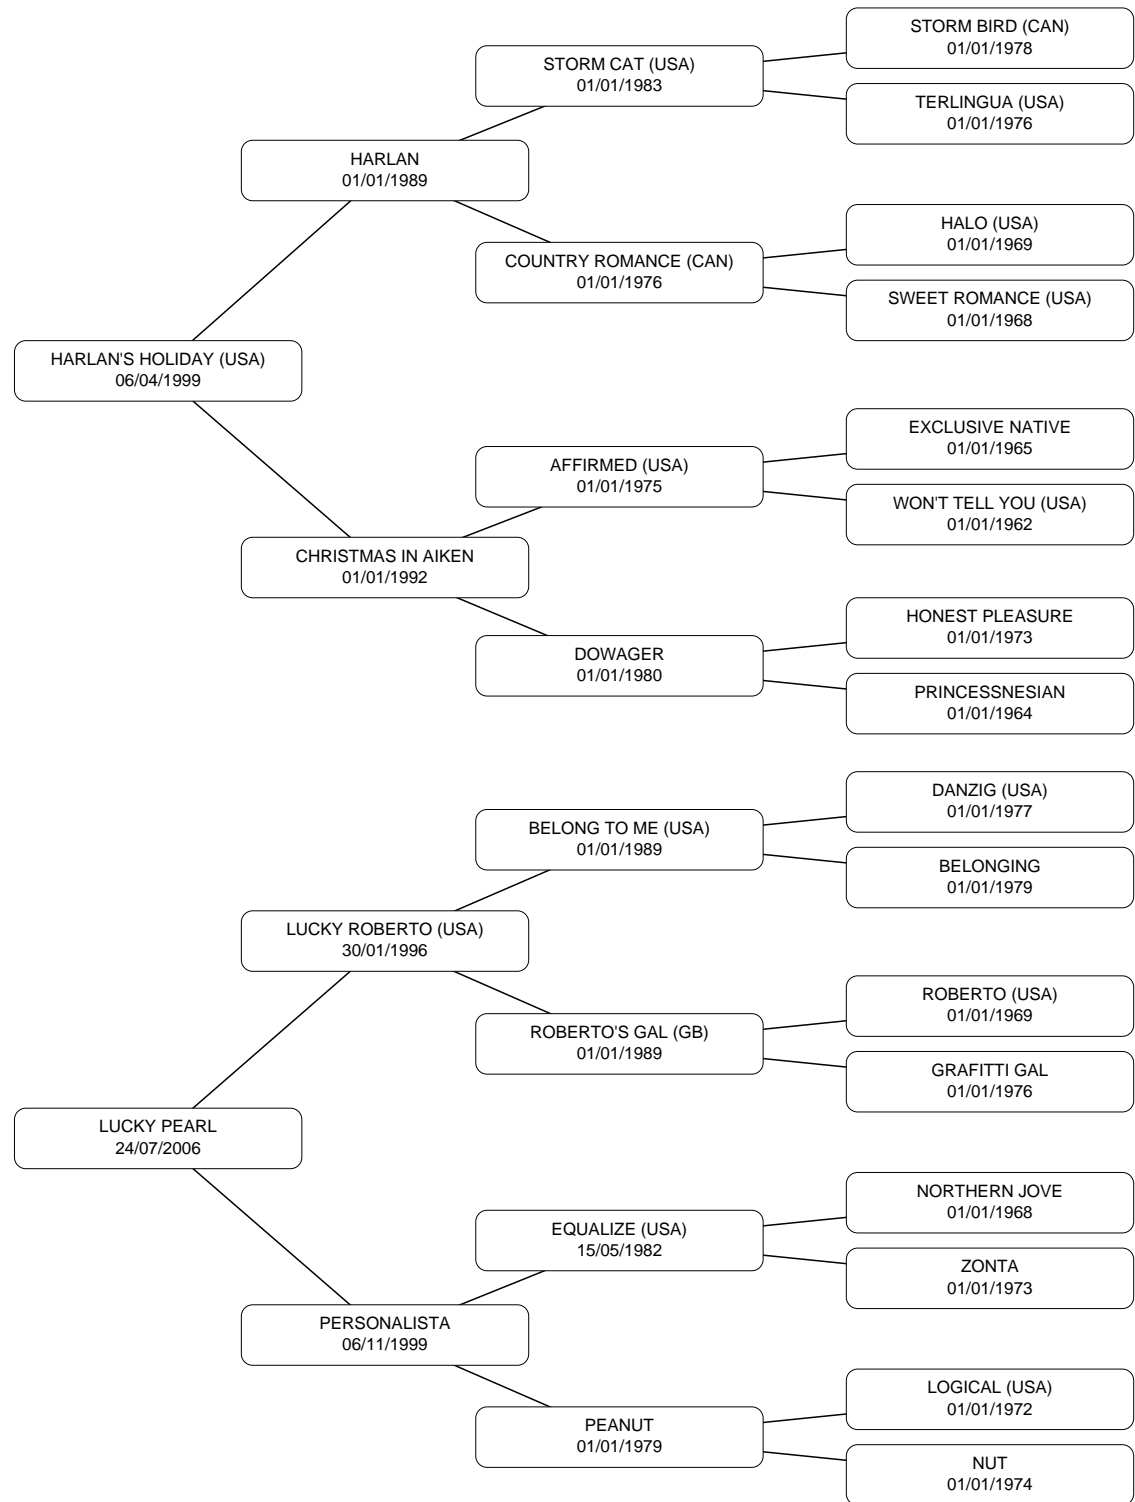 STORM BIRD (CAN)
01/01/1978
STORM CAT (USA)
01/01/1983
TERLINGUA (USA)
01/01/1976
HARLAN
01/01/1989
HALO (USA)
01/01/1969
COUNTRY ROMANCE (CAN)
01/01/1976
SWEET ROMANCE (USA)
01/01/1968
HARLAN'S HOLIDAY (USA)
06/04/1999
EXCLUSIVE NATIVE
01/01/1965
AFFIRMED (USA)
01/01/1975
WON'T TELL YOU (USA)
01/01/1962
CHRISTMAS IN AIKEN
01/01/1992
HONEST PLEASURE
01/01/1973
DOWAGER
01/01/1980
PRINCESSNESIAN
01/01/1964
DANZIG (USA)
01/01/1977
BELONG TO ME (USA)
01/01/1989
BELONGING
01/01/1979
LUCKY ROBERTO (USA)
30/01/1996
ROBERTO (USA)
01/01/1969
ROBERTO'S GAL (GB)
01/01/1989
GRAFITTI GAL
01/01/1976
LUCKY PEARL
24/07/2006
NORTHERN JOVE
01/01/1968
EQUALIZE (USA)
15/05/1982
ZONTA
01/01/1973
PERSONALISTA
06/11/1999
LOGICAL (USA)
01/01/1972
PEANUT
01/01/1979
NUT
01/01/1974